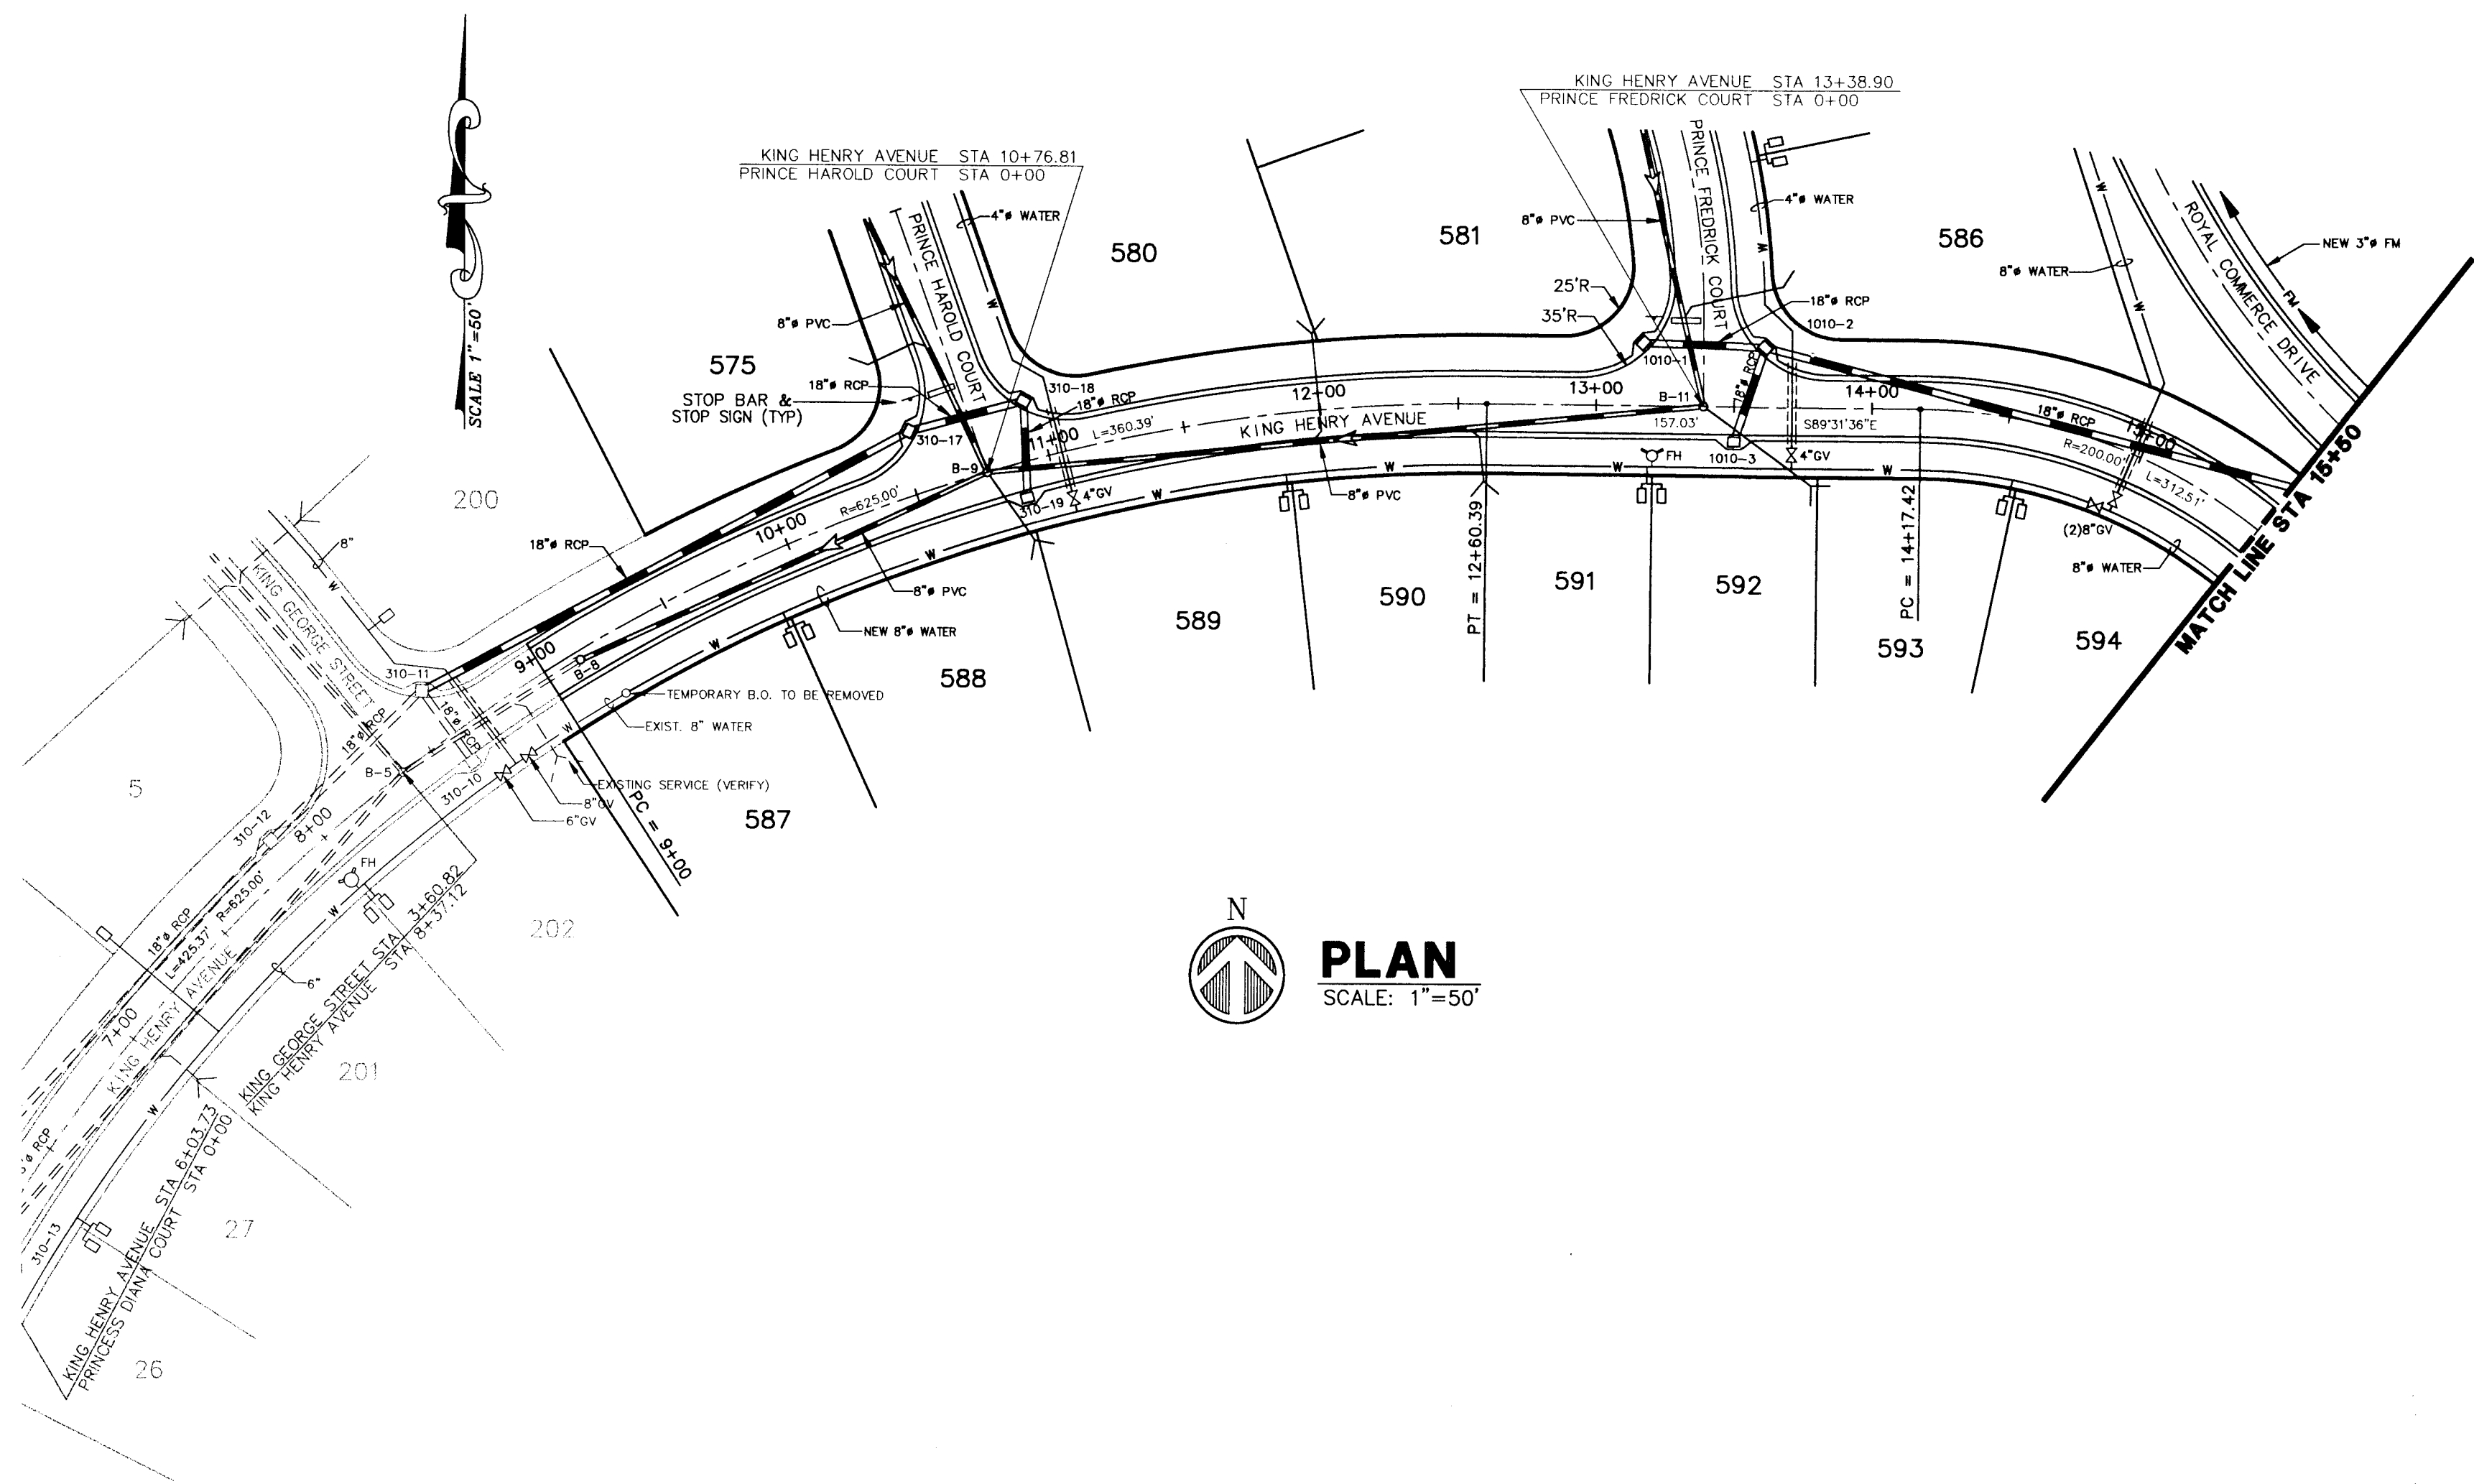 KING HENRY AVENUE STA 13+38.90
PRINCE FREDRICK COURT STA 0+00
KING HENRY AVENUE STA 10+76.81
PRINCE HAROLD COURT STA 0+00
SCALE 1"=50'
4"ø WATER
PRINCE HAROLD COURT
8"ø PVC
575
STOP BAR &
STOP SIGN (TYP)
18"ø RCP
310-17
310-18
18"ø RCP
580
581
8"ø PVC
PRINCE FREDRICK COURT
4"ø WATER
25'R
35'R
18"ø RCP
1010-2
1010-1
586
8"ø WATER
ROYAL COMMERCE DRIVE
NEW 3"ø FM
FM
W
W
W
W
11+00
L=360.39'
12+00
KING HENRY AVENUE
13+00
B-11
157.03'
18"ø RCP
14+00
S89°31'36"E
18"ø RCP
15+00
R=200.00'
L=312.51'
MATCH LINE STA 15+50
B-9
310-19
4"GV
8"ø PVC
FH
1010-3
4"GV
W
W
W
W
(2)8"GV
8"ø WATER
PT = 12+60.39
PC = 14+17.42
200
8"
W
18"ø RCP
10+00
R=625.00'
8"ø PVC
W
NEW 8"ø WATER
589
590
591
592
593
594
588
KING GEORGE STREET
310-11
9+00
B-8
W
TEMPORARY B.O. TO BE REMOVED
EXIST. 8" WATER
W
18"ø RCP
18"ø RCP
B-5
310-10
EXISTING SERVICE (VERIFY)
8"GV
6"GV
587
PC = 9+00
5
310-12
8+00
FH
W
18"ø RCP
L=425.37'
R=625.00'
KING HENRY AVENUE
7+00
6"
202
KING GEORGE STREET STA 3+60.82
KING HENRY AVENUE STA 8+37.12
201
W
ø RCP
310-13
KING HENRY AVENUE STA 6+03.73
PRINCESS DIANA COURT STA 0+00
27
26
N
PLAN
SCALE: 1"=50'